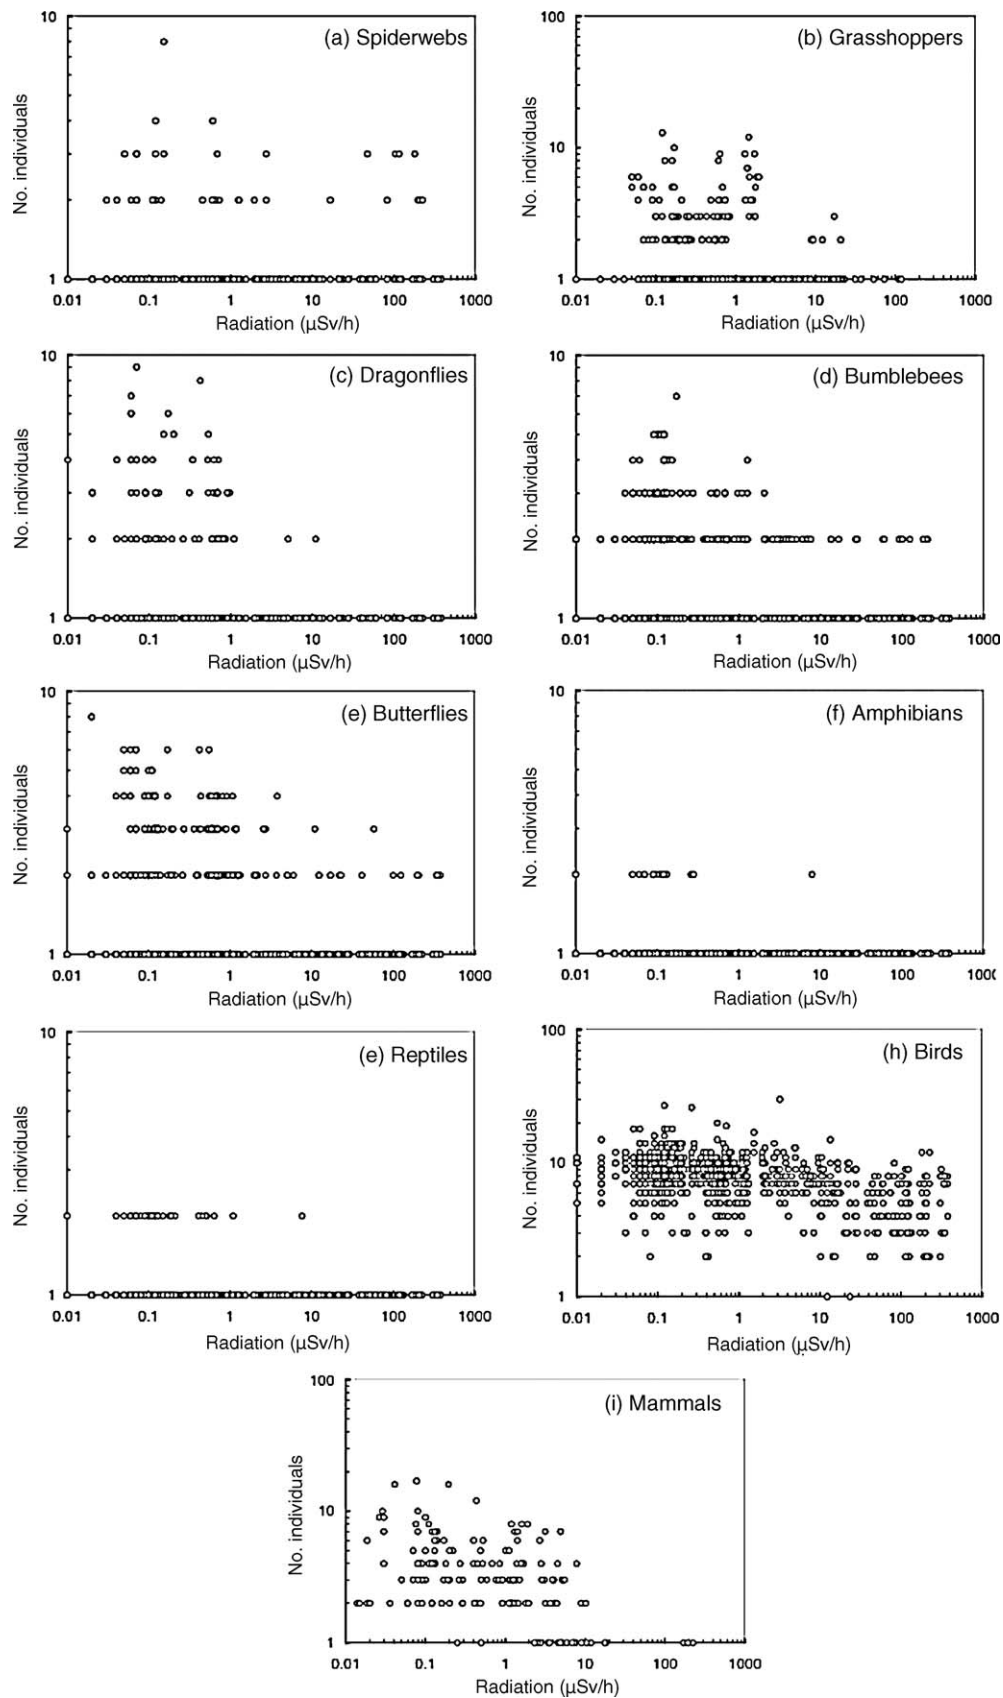 (a) Spiderwebs
No. individuals
10
1
0.01 0.1 1 10 100 1000
Radiation (μSv/h)
(b) Grasshoppers
No. individuals
100
10
1
0.01 0.1 1 10 100 1000
Radiation (μSv/h)
(c) Dragonflies
No. individuals
10
1
0.01 0.1 1 10 100 1000
Radiation (μSv/h)
(d) Bumblebees
No. individuals
10
1
0.01 0.1 1 10 100 1000
Radiation (μSv/h)
(e) Butterflies
No. individuals
10
1
0.01 0.1 1 10 100 1000
Radiation (μSv/h)
(f) Amphibians
No. individuals
10
1
0.01 0.1 1 10 100 1000
Radiation (μSv/h)
(e) Reptiles
No. individuals
10
1
0.01 0.1 1 10 100 1000
Radiation (μSv/h)
(h) Birds
No. individuals
100
10
1
0.01 0.1 1 10 100 1000
Radiation (μSv/h)
(i) Mammals
No. individuals
100
10
1
0.01 0.1 1 10 100 1000
Radiation (μSv/h)